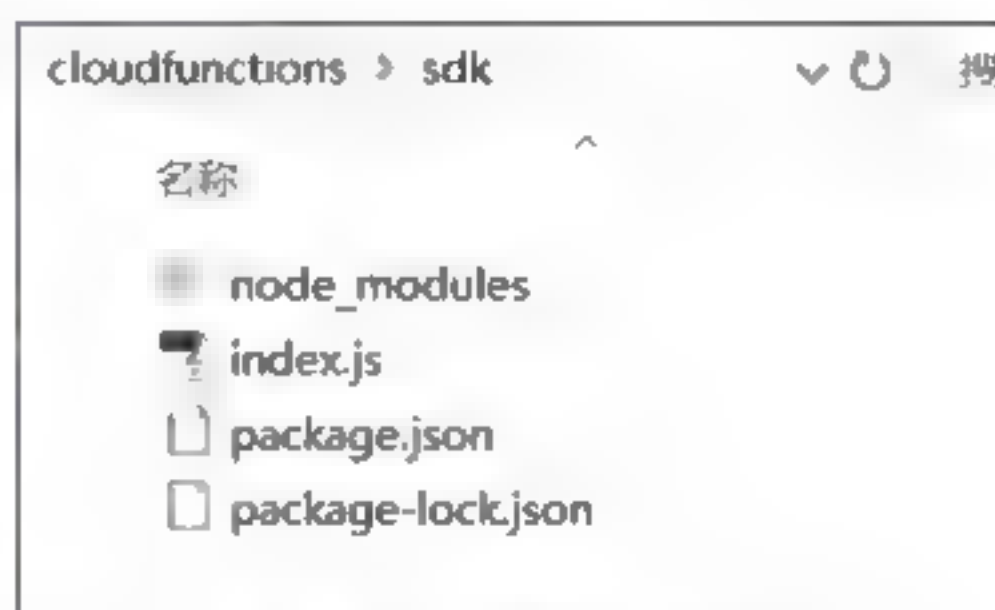 cloudfunctions › sdk
名称
node_modules
index.js
package.json
package-lock.json